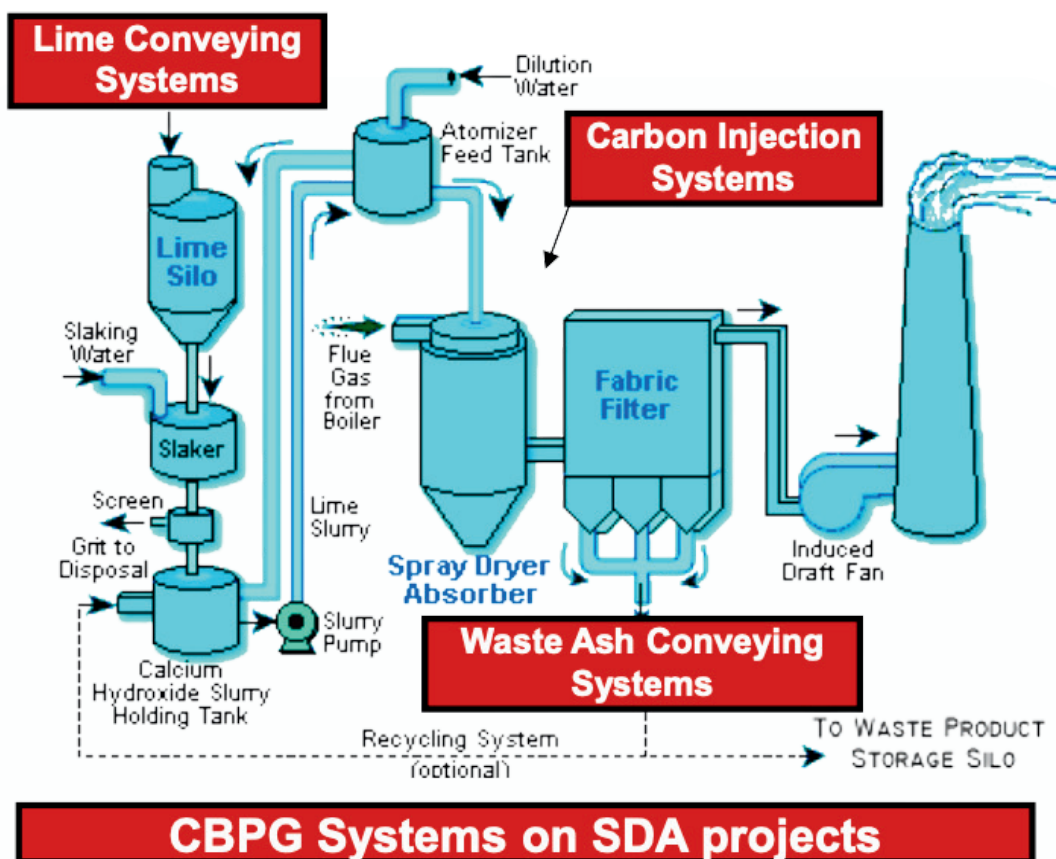 Lime Conveying
Systems
Dilution
Water
Atomizer
Feed Tank
Carbon Injection
Systems
Lime
Silo
Slaking
Water
Flue
Gas
from
Boiler
Fabric
Filter
Slaker
Screen
Lime
Slurry
Grit to
Disposal
Induced
Draft Fan
Spray Dryer
Absorber
Slurry
Pump
Waste Ash Conveying
Systems
Calcium
Hydroxide Slurry
Holding Tank
Recycling System
(optional)
TO WASTE PRODUCT
STORAGE SILO
CBPG Systems on SDA projects